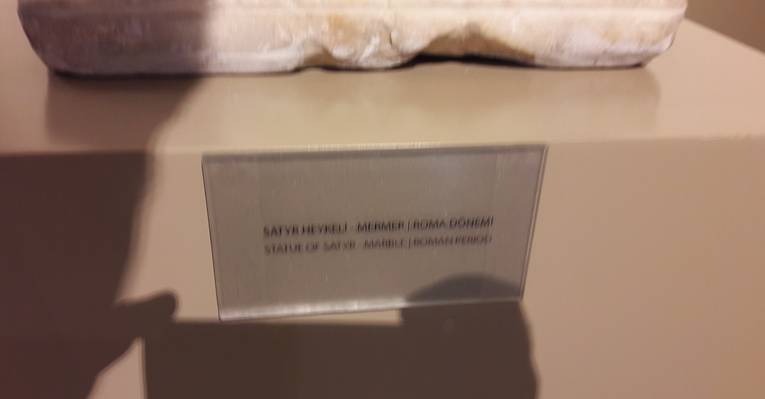 SATYR HEYKELİ - MERMER | ROMA DÖNEMİ
STATUE OF SATYR - MARBLE | ROMAN PERIOD